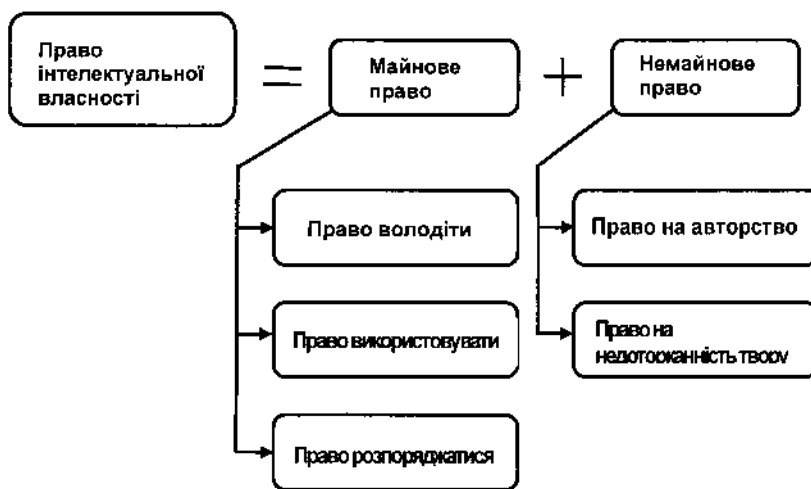 Право
інтелектуальної
власності
=
Майнове
право
+
Немайнове
право
Право володіти
Право використовувати
Право розпоряджатися
Право на авторство
Право на
недоторканність твору